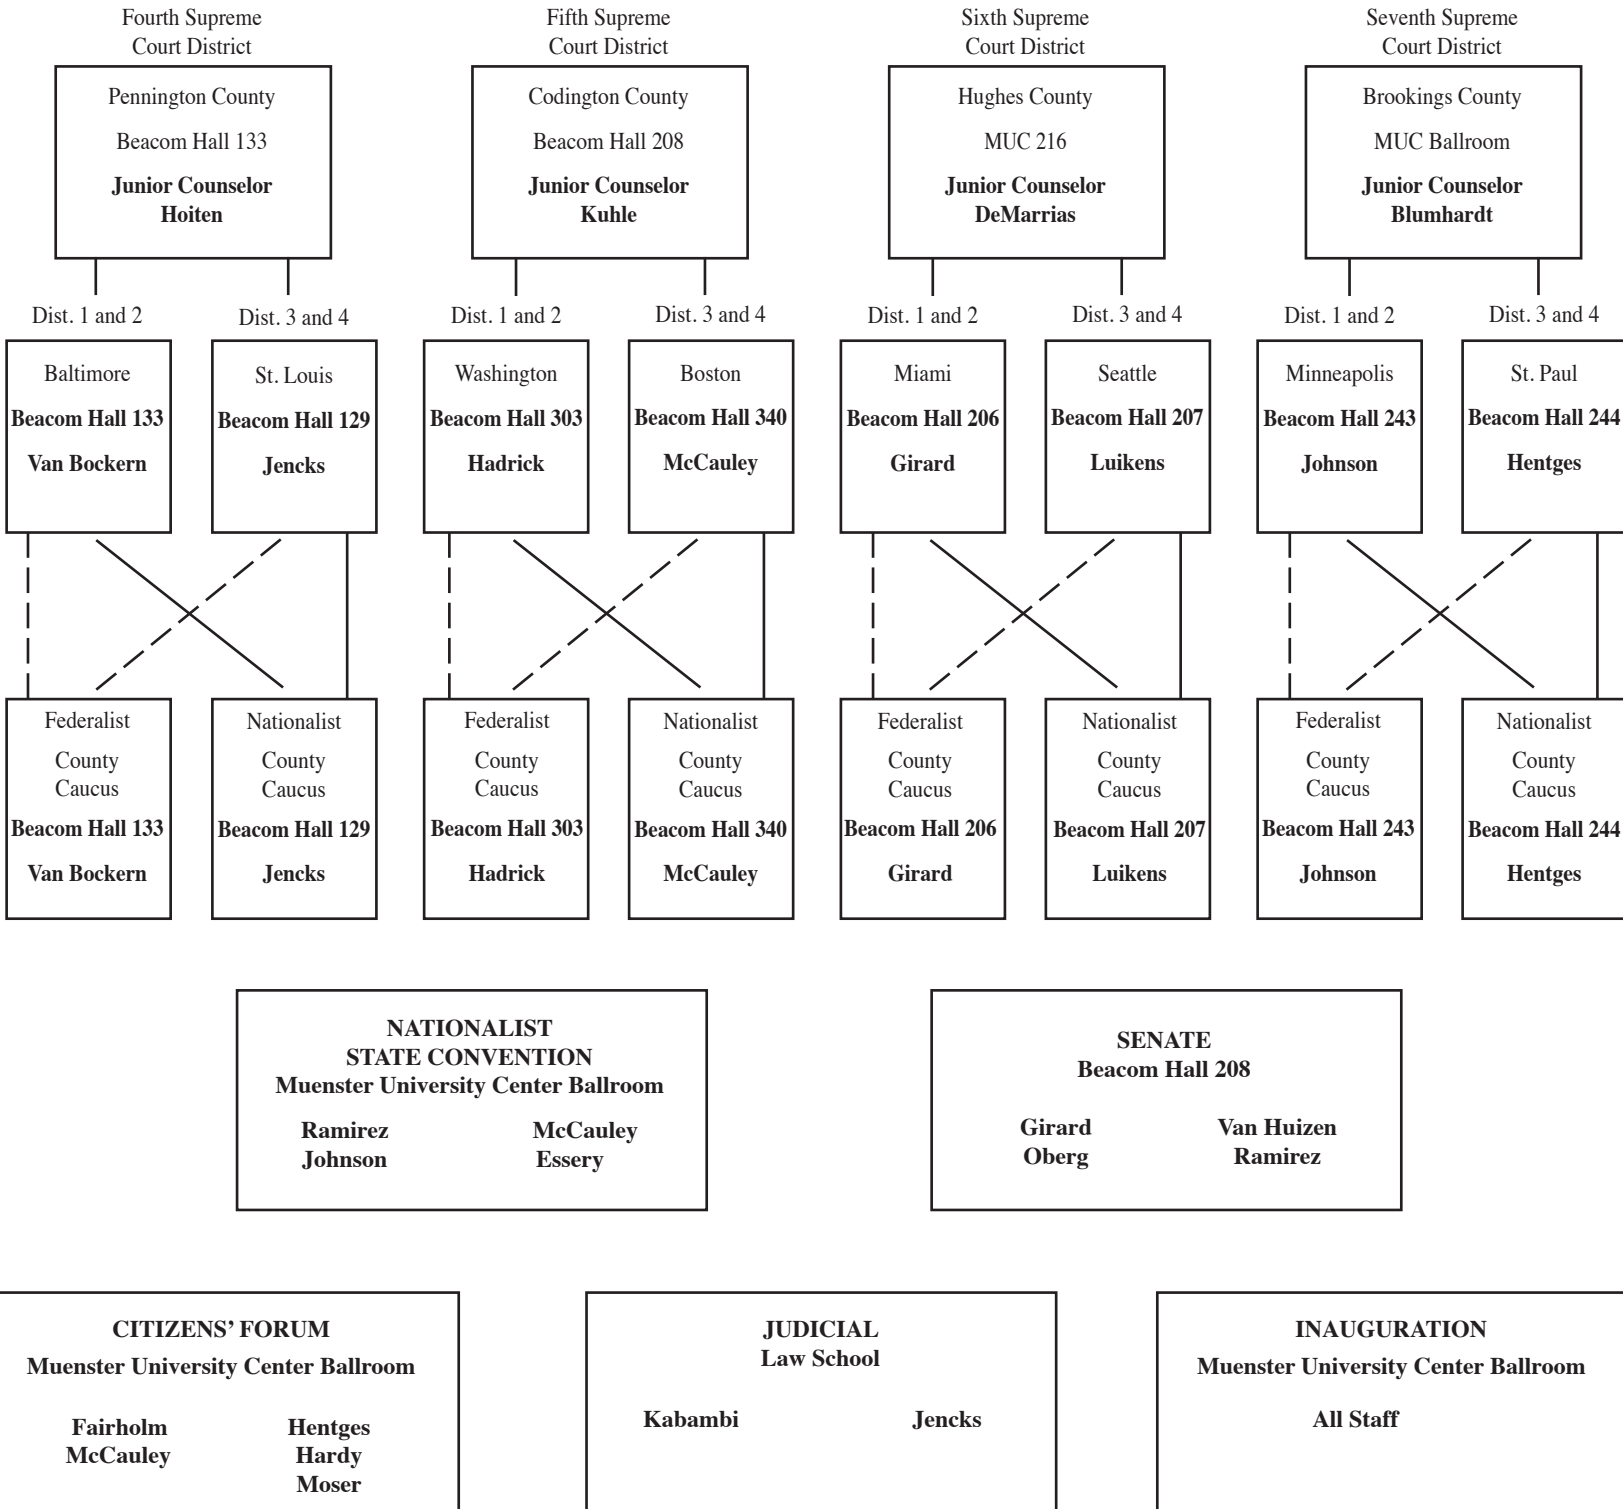 Fourth Supreme
Court District
Pennington County
Beacom Hall 133
Junior Counselor
Hoiten
Fifth Supreme
Court District
Codington County
Beacom Hall 208
Junior Counselor
Kuhle
Sixth Supreme
Court District
Hughes County
MUC 216
Junior Counselor
DeMarrias
Seventh Supreme
Court District
Brookings County
MUC Ballroom
Junior Counselor
Blumhardt
Dist. 1 and 2
Baltimore
Beacom Hall 133
Van Bockern
Dist. 3 and 4
St. Louis
Beacom Hall 129
Jencks
Dist. 1 and 2
Washington
Beacom Hall 303
Hadrick
Dist. 3 and 4
Boston
Beacom Hall 340
McCauley
Dist. 1 and 2
Miami
Beacom Hall 206
Girard
Dist. 3 and 4
Seattle
Beacom Hall 207
Luikens
Dist. 1 and 2
Minneapolis
Beacom Hall 243
Johnson
Dist. 3 and 4
St. Paul
Beacom Hall 244
Hentges
Federalist
County
Caucus
Beacom Hall 133
Van Bockern
Nationalist
County
Caucus
Beacom Hall 129
Jencks
Federalist
County
Caucus
Beacom Hall 303
Hadrick
Nationalist
County
Caucus
Beacom Hall 340
McCauley
Federalist
County
Caucus
Beacom Hall 206
Girard
Nationalist
County
Caucus
Beacom Hall 207
Luikens
Federalist
County
Caucus
Beacom Hall 243
Johnson
Nationalist
County
Caucus
Beacom Hall 244
Hentges
NATIONALIST
STATE CONVENTION
Muenster University Center Ballroom
Ramirez McCauley
Johnson Essery
SENATE
Beacom Hall 208
Girard Van Huizen
Oberg Ramirez
CITIZENS’ FORUM
Muenster University Center Ballroom
Fairholm Hentges
McCauley Hardy
Moser
JUDICIAL
Law School
Kabambi Jencks
INAUGURATION
Muenster University Center Ballroom
All Staff